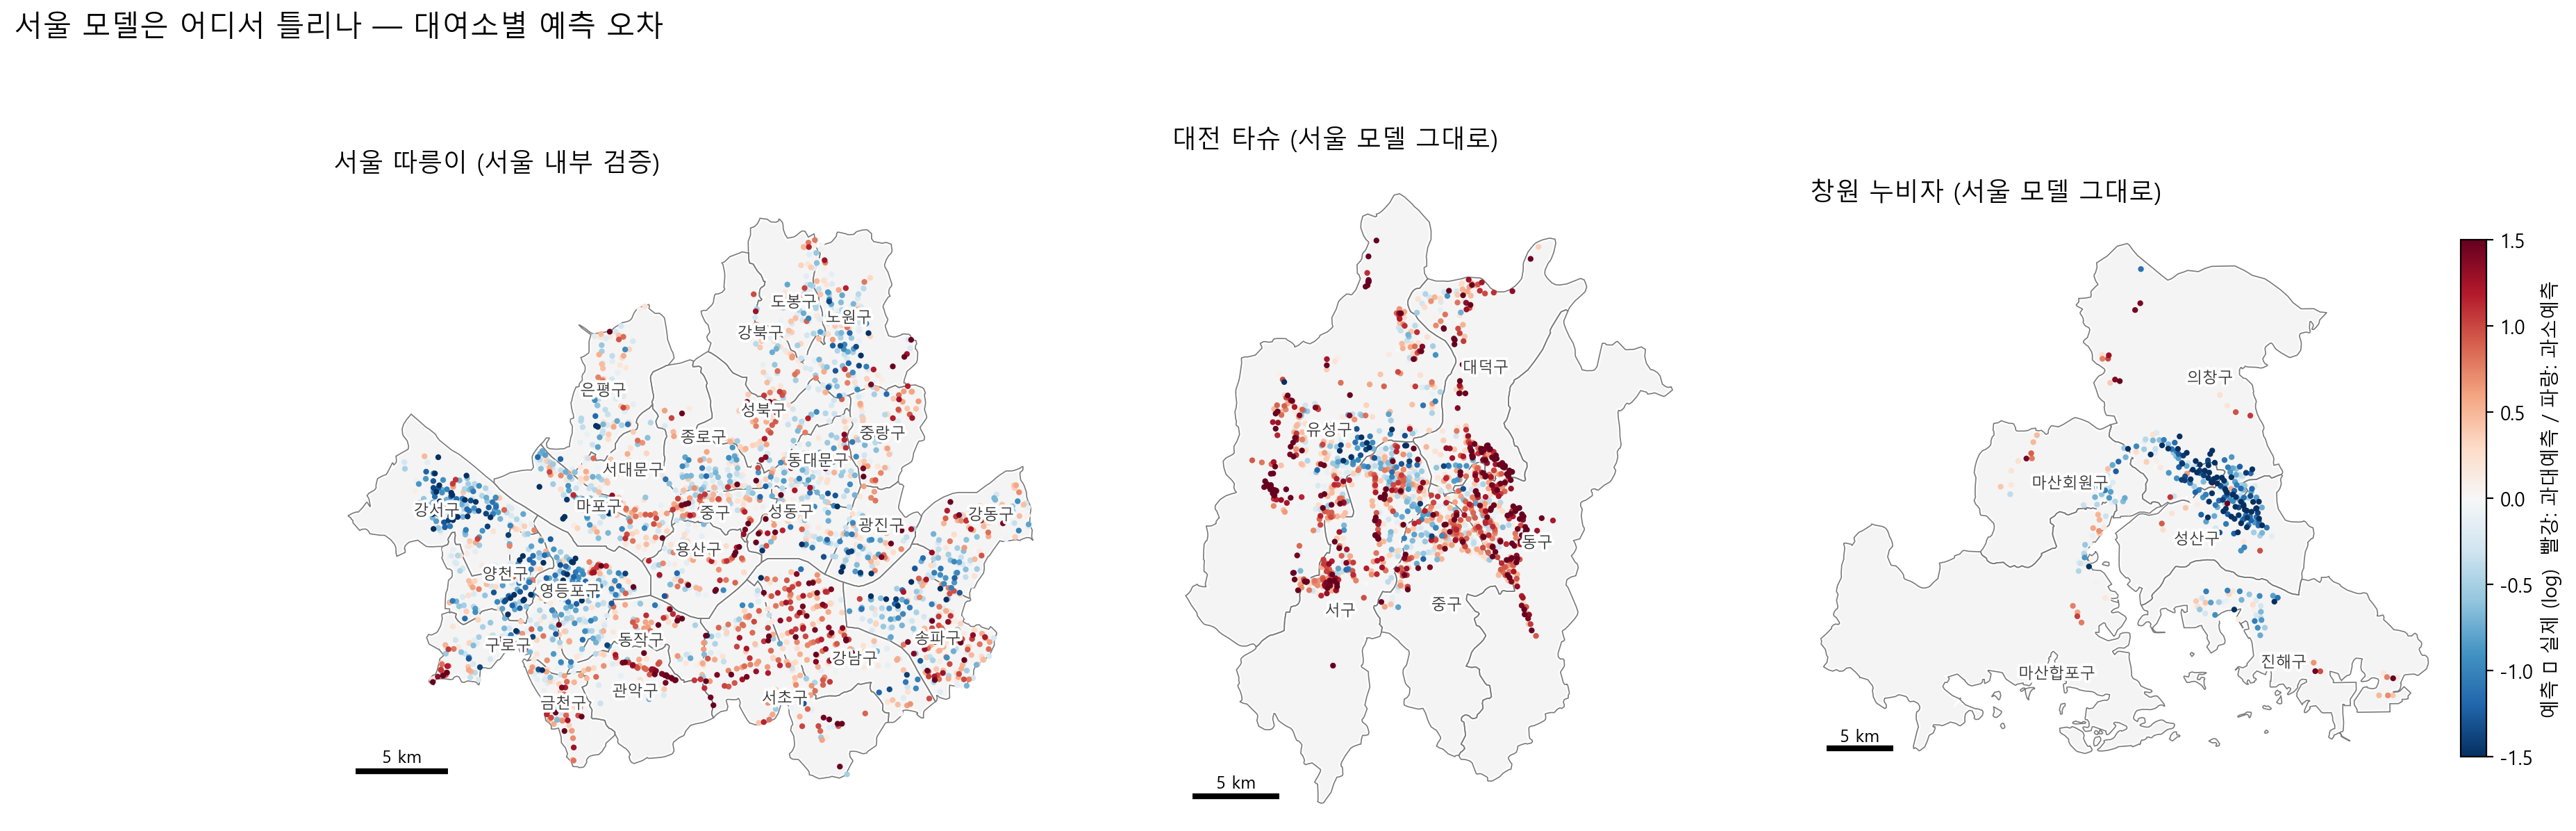 서울 모델은 어디서 틀리나 — 대여소별 예측 오차
서울 따릉이 (서울 내부 검증)
도봉구
노원구
강북구
은평구
성북구
종로구
중랑구
서대문구
동대문구
강서구
마포구
중구
성동구
강동구
광진구
용산구
양천구
영등포구
구로구
동작구
송파구
강남구
관악구
서초구
금천구
5 km
대전 타슈 (서울 모델 그대로)
대덕구
유성구
동구
서구
중구
5 km
창원 누비자 (서울 모델 그대로)
의창구
마산회원구
성산구
진해구
마산합포구
5 km
1.5
1.0
0.5
0.0
-0.5
-1.0
-1.5
예측 □ 실제 (log) 빨강: 과대예측 / 파랑: 과소예측